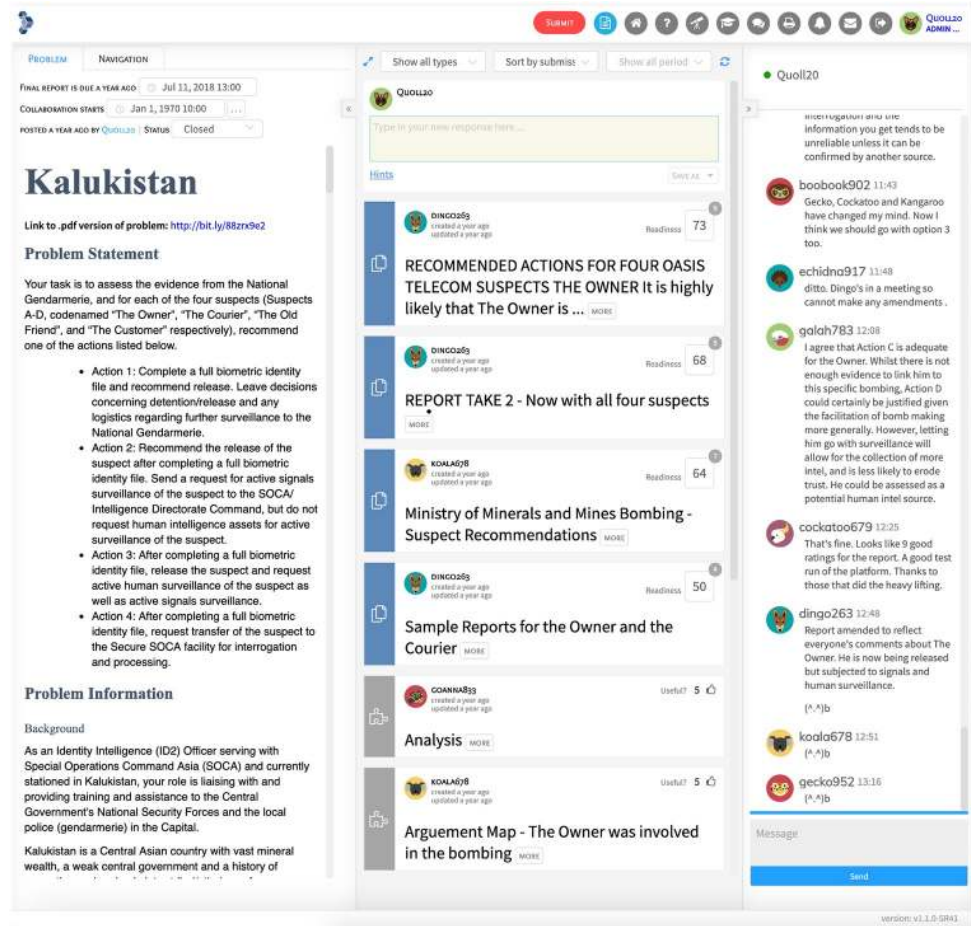 SUBMIT
QUOLL20
ADMIN ...
PROBLEM
NAVIGATION
FINAL REPORT IS DUE A YEAR AGO Jul 11, 2018 13:00
COLLABORATION STARTS Jan 1, 1970 10:00 ...
POSTED A YEAR AGO BY QUOLL20 | STATUS Closed
Kalukistan
Link to .pdf version of problem: http://bit.ly/88zrx9e2
Problem Statement
Your task is to assess the evidence from the National
Gendarmerie, and for each of the four suspects (Suspects
A-D, codenamed “The Owner”, “The Courier”, “The Old
Friend”, and “The Customer” respectively), recommend
one of the actions listed below.
• Action 1: Complete a full biometric identity
file and recommend release. Leave decisions
concerning detention/release and any
logistics regarding further surveillance to the
National Gendarmerie.
• Action 2: Recommend the release of the
suspect after completing a full biometric
identity file. Send a request for active signals
surveillance of the suspect to the SOCA/
Intelligence Directorate Command, but do not
request human intelligence assets for active
surveillance of the suspect.
• Action 3: After completing a full biometric
identity file, release the suspect and request
active human surveillance of the suspect as
well as active signals surveillance.
• Action 4: After completing a full biometric
identity file, request transfer of the suspect to
the Secure SOCA facility for interrogation
and processing.
Problem Information
Background
As an Identity Intelligence (ID2) Officer serving with
Special Operations Command Asia (SOCA) and currently
stationed in Kalukistan, your role is liaising with and
providing training and assistance to the Central
Government's National Security Forces and the local
police (gendarmerie) in the Capital.
Kalukistan is a Central Asian country with vast mineral
wealth, a weak central government and a history of
Show all types
Sort by submiss
Show all period
QUOLL20
Type in your new response here ...
Hints
SAVE AS
DINGO263
created a year ago
updated a year ago
Readiness 73
9
RECOMMENDED ACTIONS FOR FOUR OASIS
TELECOM SUSPECTS THE OWNER It is highly
likely that The Owner is ... MORE
DINGO263
created a year ago
updated a year ago
Readiness 68
REPORT TAKE 2 - Now with all four suspects
MORE
KOALA678
created a year ago
updated a year ago
Readiness 64
7
Ministry of Minerals and Mines Bombing -
Suspect Recommendations MORE
DINGO263
created a year ago
updated a year ago
Readiness 50
4
Sample Reports for the Owner and the
Courier MORE
GOANNA833
created a year ago
updated a year ago
Useful? 5
Analysis MORE
KOALA678
created a year ago
updated a year ago
Useful? 5
Arguement Map - The Owner was involved
in the bombing MORE
Quoll20
interrogation and the
information you get tends to be
unreliable unless it can be
confirmed by another source.
boobook902 11:43
Gecko, Cockatoo and Kangaroo
have changed my mind. Now I
think we should go with option 3
too.
echidna917 11:48
ditto. Dingo's in a meeting so
cannot make any amendments .
galah783 12:08
I agree that Action C is adequate
for the Owner. Whilst there is not
enough evidence to link him to
this specific bombing, Action D
could certainly be justified given
the facilitation of bomb making
more generally. However, letting
him go with surveillance will
allow for the collection of more
intel, and is less likely to erode
trust. He could be assessed as a
potential human intel source.
cockatoo679 12:25
That's fine. Looks like 9 good
ratings for the report. A good test
run of the platform. Thanks to
those that did the heavy lifting.
dingo263 12:48
Report amended to reflect
everyone's comments about The
Owner. He is now being released
but subjected to signals and
human surveillance.
(^.^)b
koala678 12:51
(^.^)b
gecko952 13:16
(^.^)b
Message
Send
version: v1.1.0-SR41